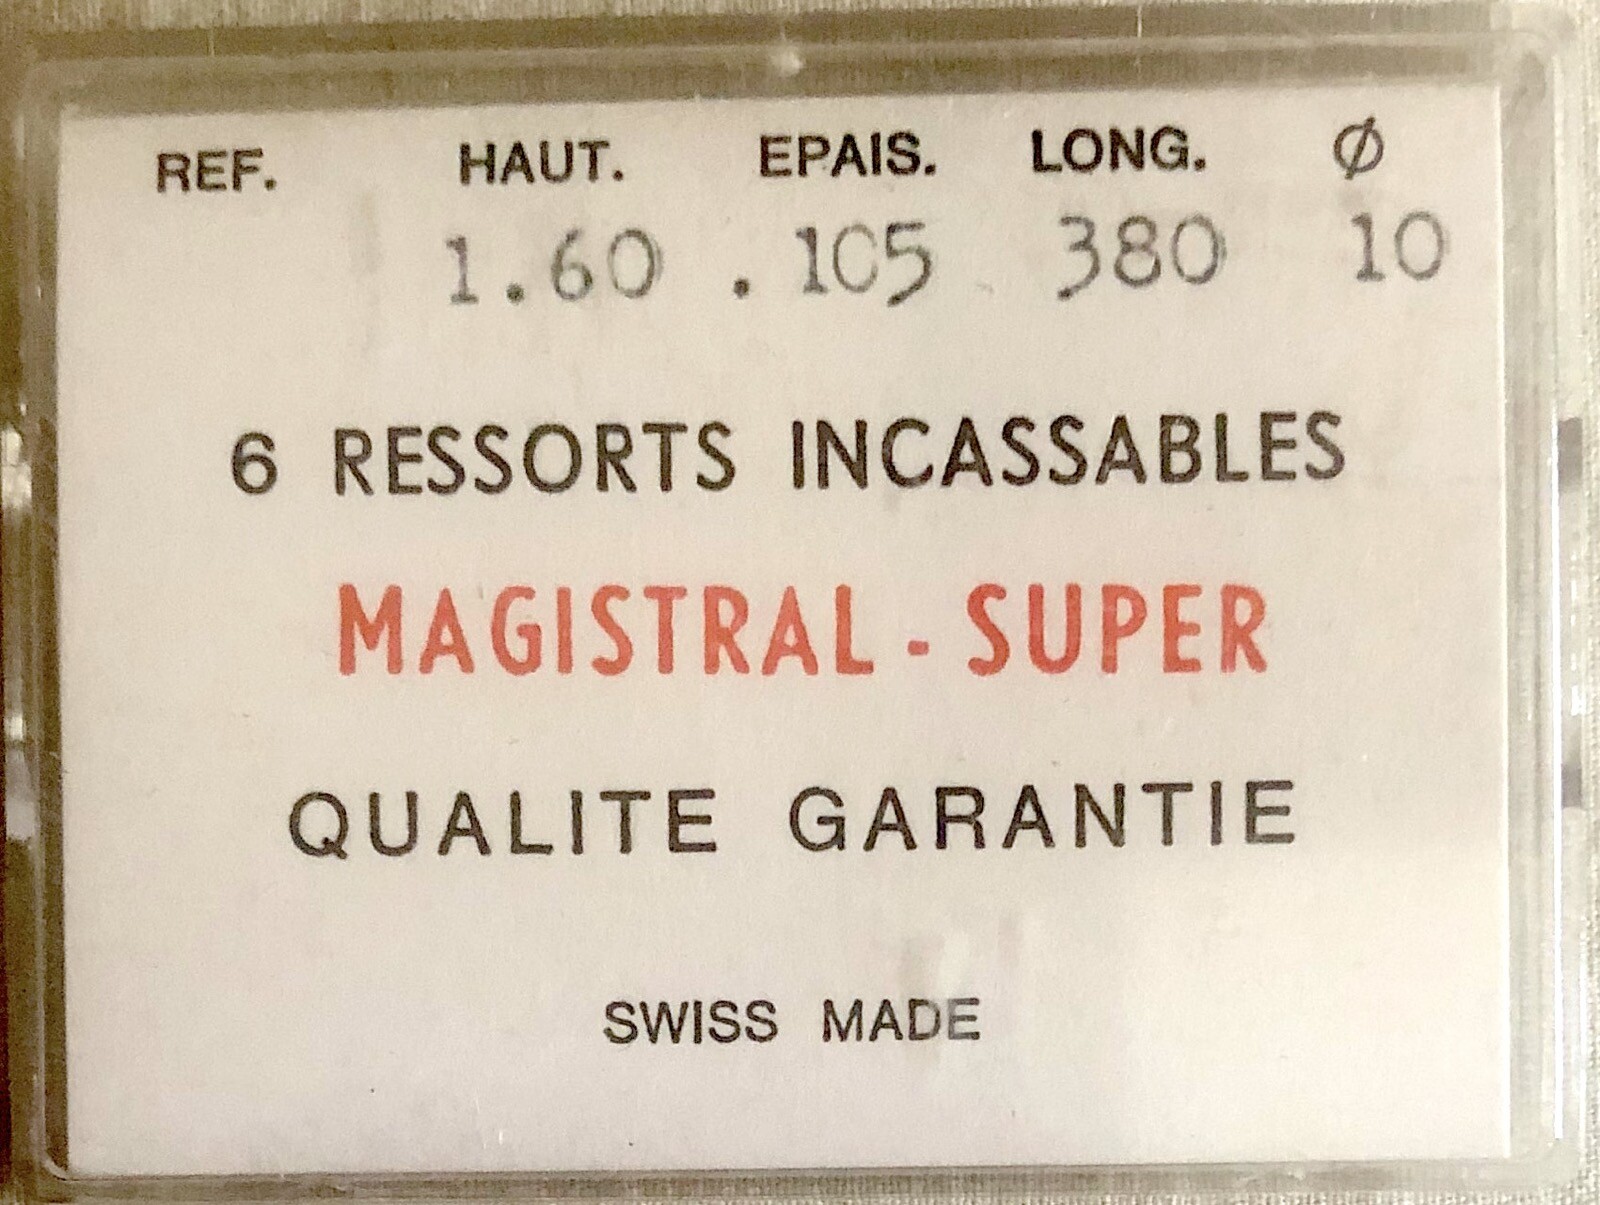 REF. HAUT. EPAIS. LONG. Ø
1.60 .105 380 10
6 RESSORTS INCASSABLES
MAGISTRAL - SUPER
QUALITE GARANTIE
SWISS MADE